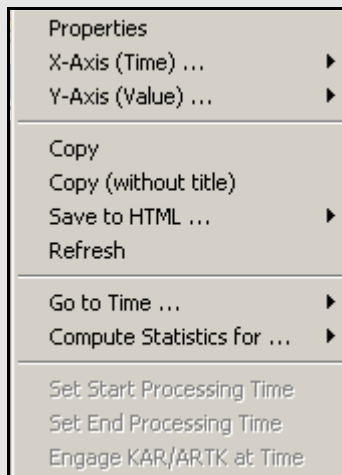 Properties
X-Axis (Time) ...
Y-Axis (Value) ...
Copy
Copy (without title)
Save to HTML ...
Refresh
Go to Time ...
Compute Statistics for ...
Set Start Processing Time
Set End Processing Time
Engage KAR/ARTK at Time